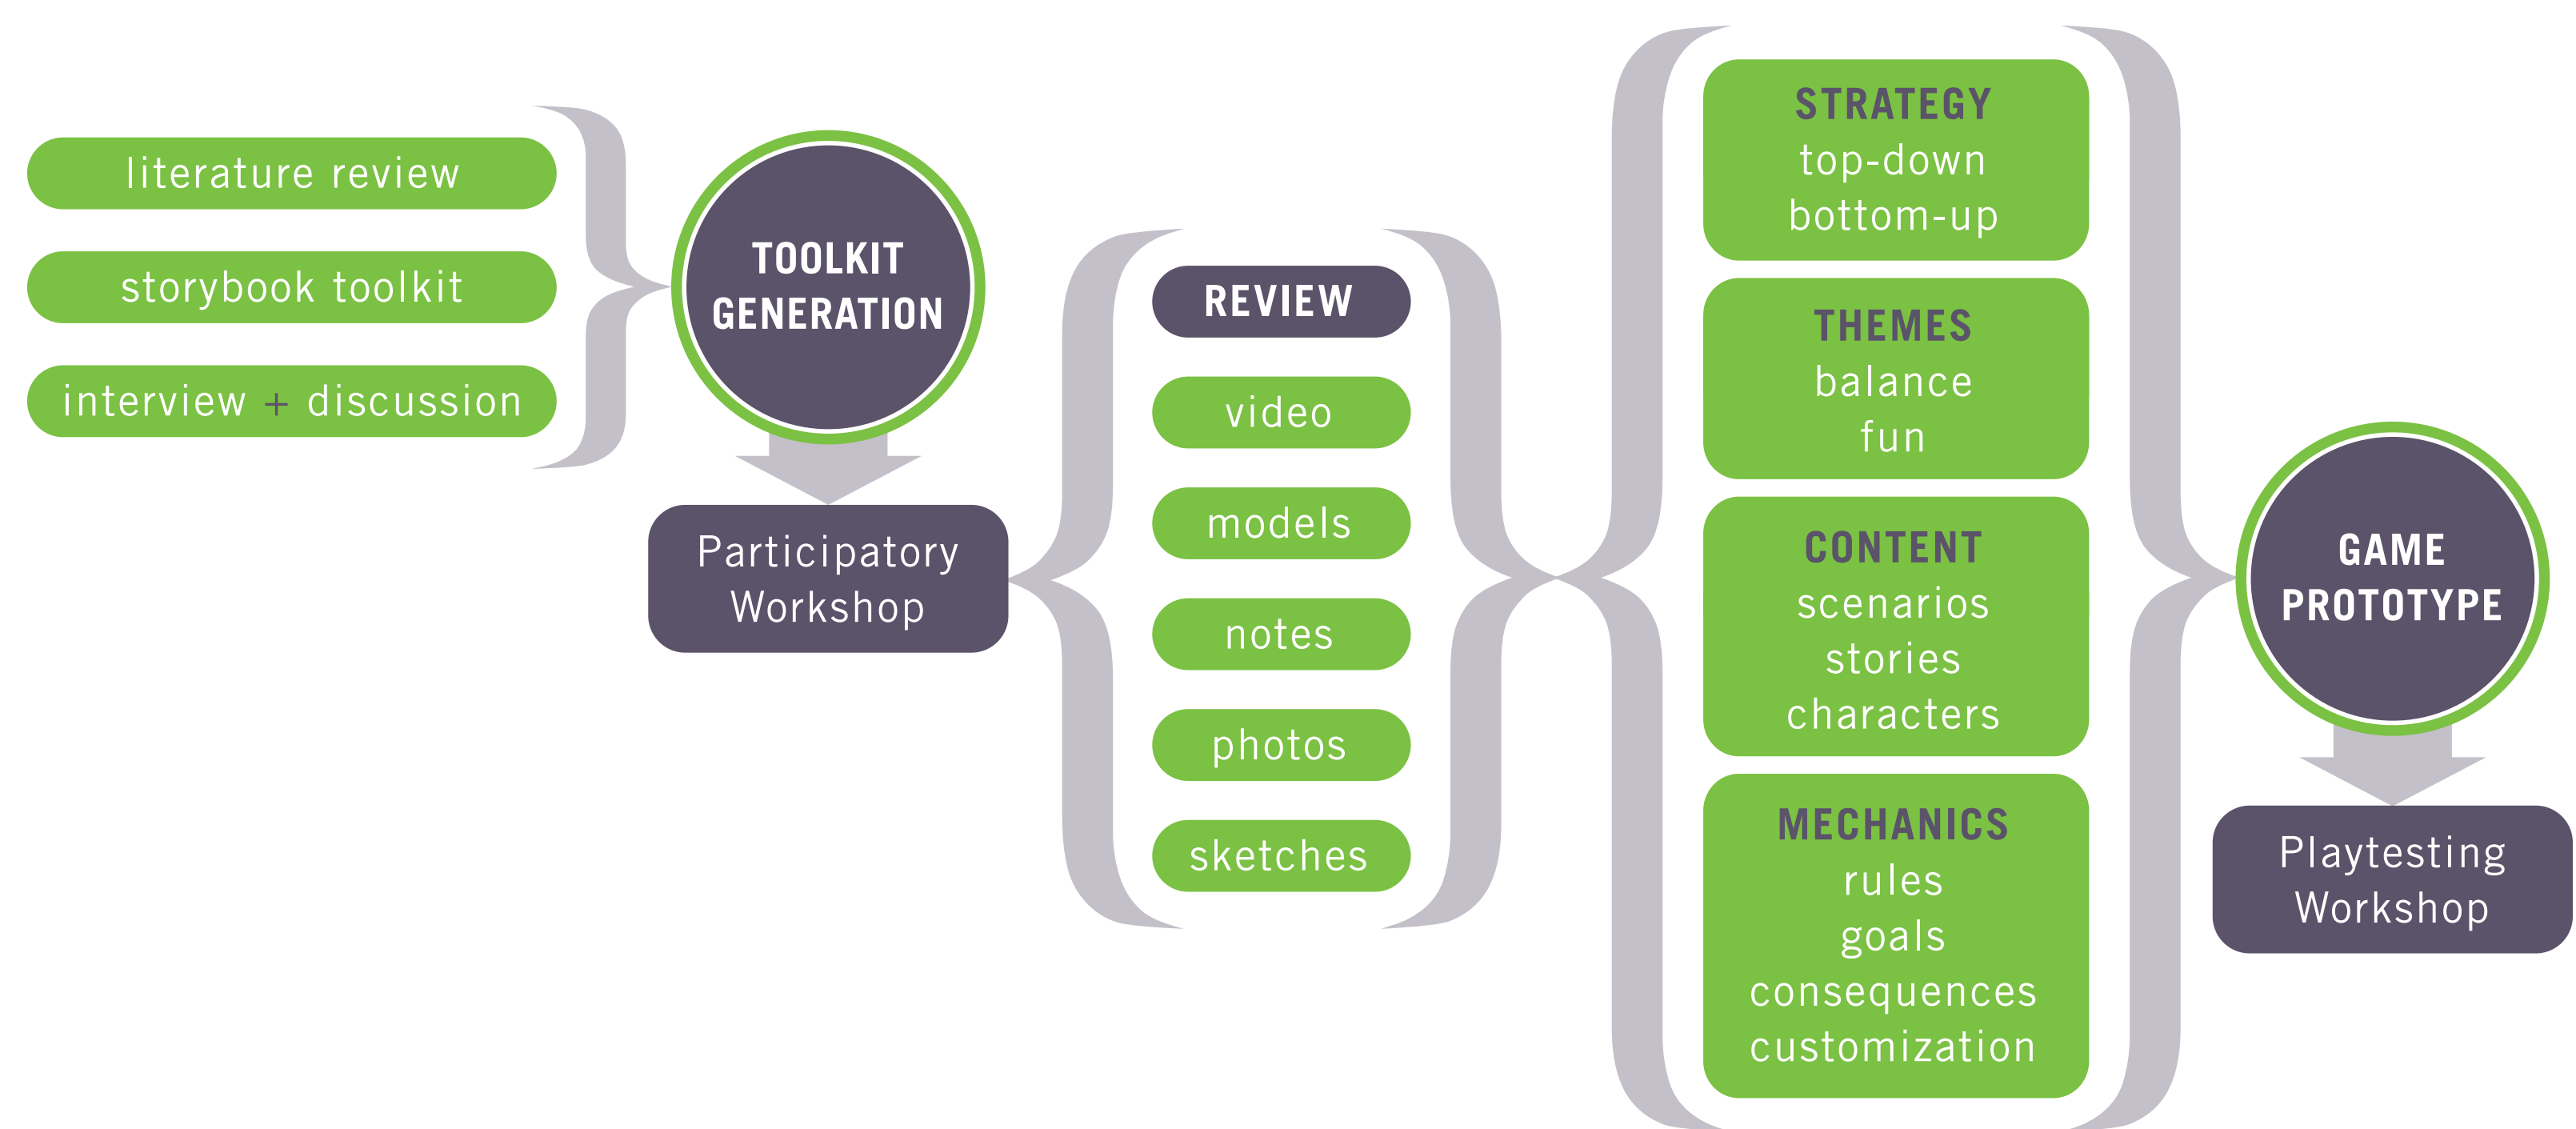 literature review
storybook toolkit
interview + discussion
TOOLKIT
GENERATION
Participatory
Workshop
REVIEW
video
models
notes
photos
sketches
STRATEGY
top-down
bottom-up
THEMES
balance
fun
CONTENT
scenarios
stories
characters
MECHANICS
rules
goals
consequences
customization
GAME
PROTOTYPE
Playtesting
Workshop